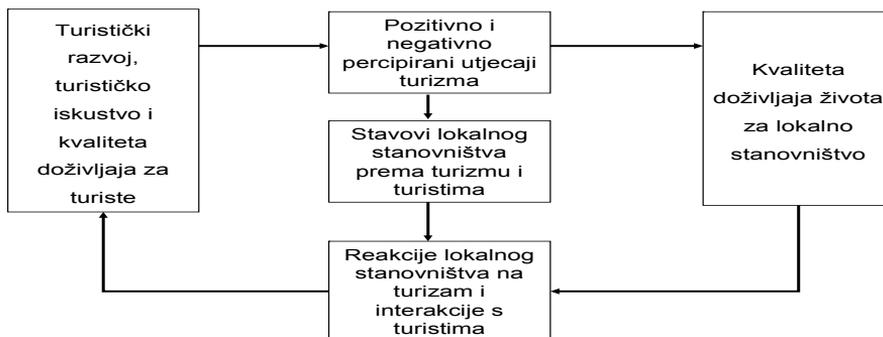 Turistički
razvoj,
turističko
iskustvo i
kvaliteta
doživljaja za
turiste
Pozitivno i
negativno
percipirani utjecaji
turizma
Stavovi lokalnog
stanovništva
prema turizmu i
turistima
Reakcije lokalnog
stanovništva na
turizam i
interakcije s
turistima
Kvaliteta
doživljaja života
za lokalno
stanovništvo